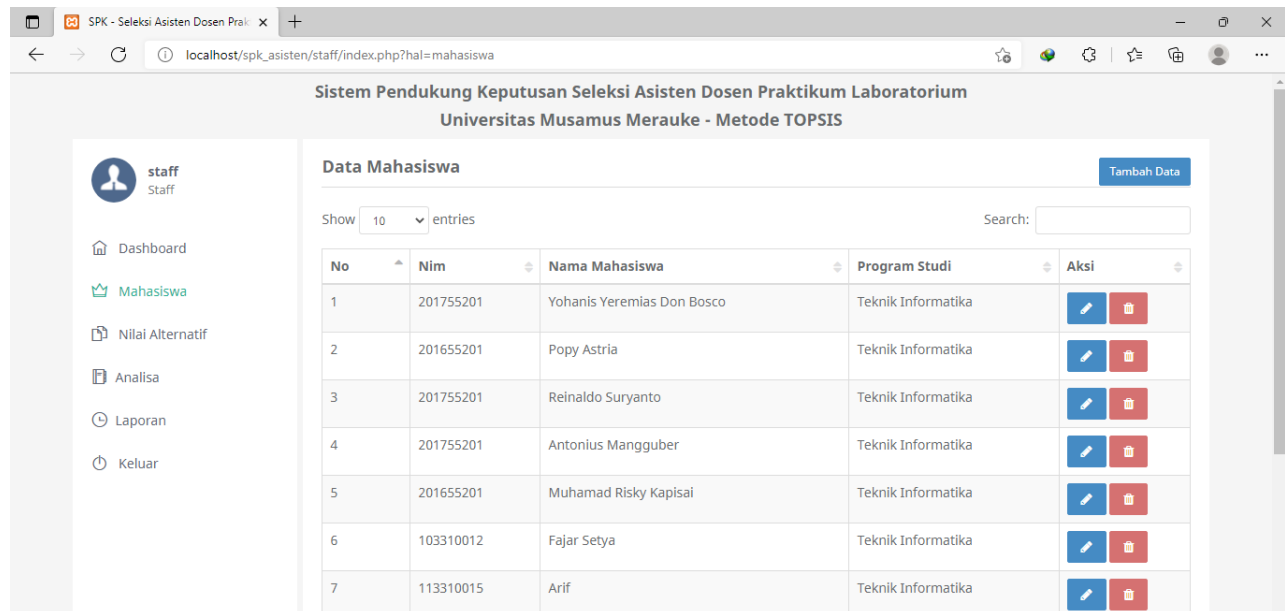 SPK - Seleksi Asisten Dosen Prak
localhost/spk_asisten/staff/index.php?hal=mahasiswa
Sistem Pendukung Keputusan Seleksi Asisten Dosen Praktikum Laboratorium
Universitas Musamus Merauke - Metode TOPSIS
staff
Staff
Dashboard
Mahasiswa
Nilai Alternatif
Analisa
Laporan
Keluar
Data Mahasiswa
Tambah Data
Show 10 entries
Search:
No Nim Nama Mahasiswa Program Studi Aksi
1 201755201 Yohanis Yeremias Don Bosco Teknik Informatika
2 201655201 Popy Astria Teknik Informatika
3 201755201 Reinaldo Suryanto Teknik Informatika
4 201755201 Antonius Mangguber Teknik Informatika
5 201655201 Muhamad Risky Kapisai Teknik Informatika
6 103310012 Fajar Setya Teknik Informatika
7 113310015 Arif Teknik Informatika